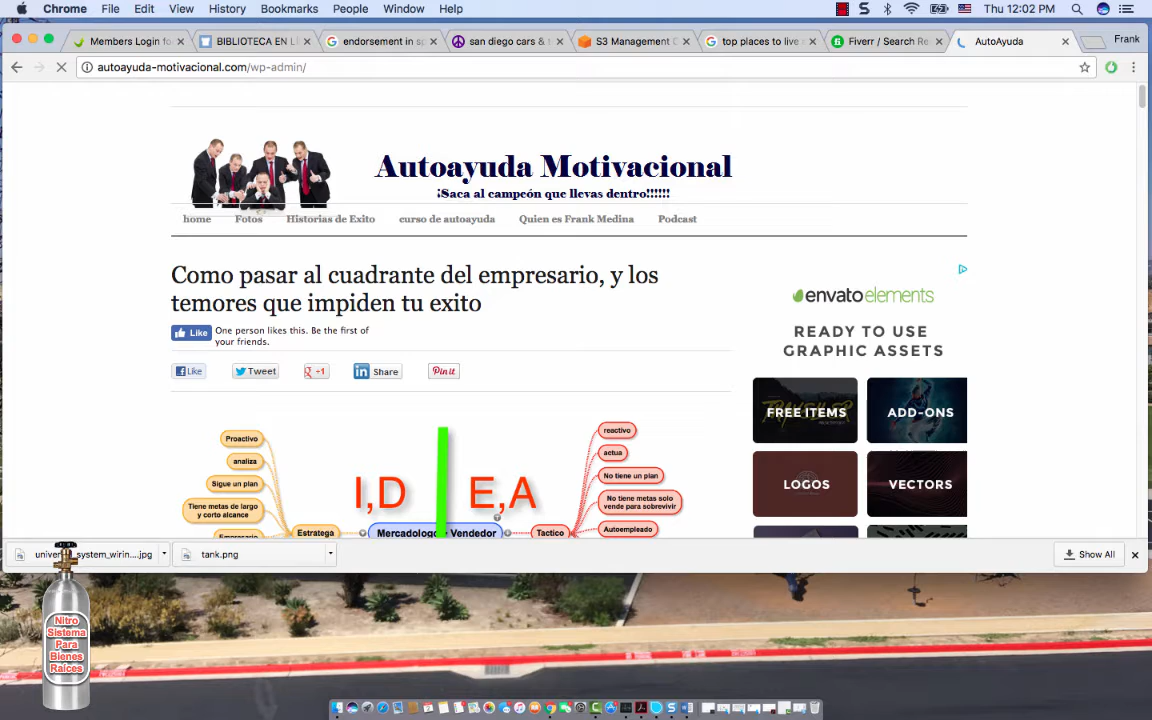 Chrome File Edit View History Bookmarks People Window Help Thu 12:02 PM
Members Login fo BIBLIOTECA EN L endorsement in s san diego cars & S3 Management top places to live Fiverr / Search Re AutoAyuda Frank
autoayuda-motivacional.com/wp-admin/
Autoayuda Motivacional
¡Saca al campeón que llevas dentro!!!!!!
home Fotos Historias de Exito curso de autoayuda Quien es Frank Medina Podcast
Como pasar al cuadrante del empresario, y los
temores que impiden tu exito
Like One person likes this. Be the first of
your friends.
Like Tweet +1 Share Pin it
envatoelements
READY TO USE
GRAPHIC ASSETS
FREE ITEMS ADD-ONS
LOGOS VECTORS
Proactivo
analiza
Sigue un plan
Tiene metas de largo
y corto alcance
Empresario
Estratega
I,D E,A
Mercadologo Vendedor
Tactico
reactivo
actua
No tiene un plan
No tiene metas solo
vende para sobrevivir
Autoempleado
univer _system_wirin....jpg tank.png Show All
Nitro
Sistema
Para
Bienes
Raices